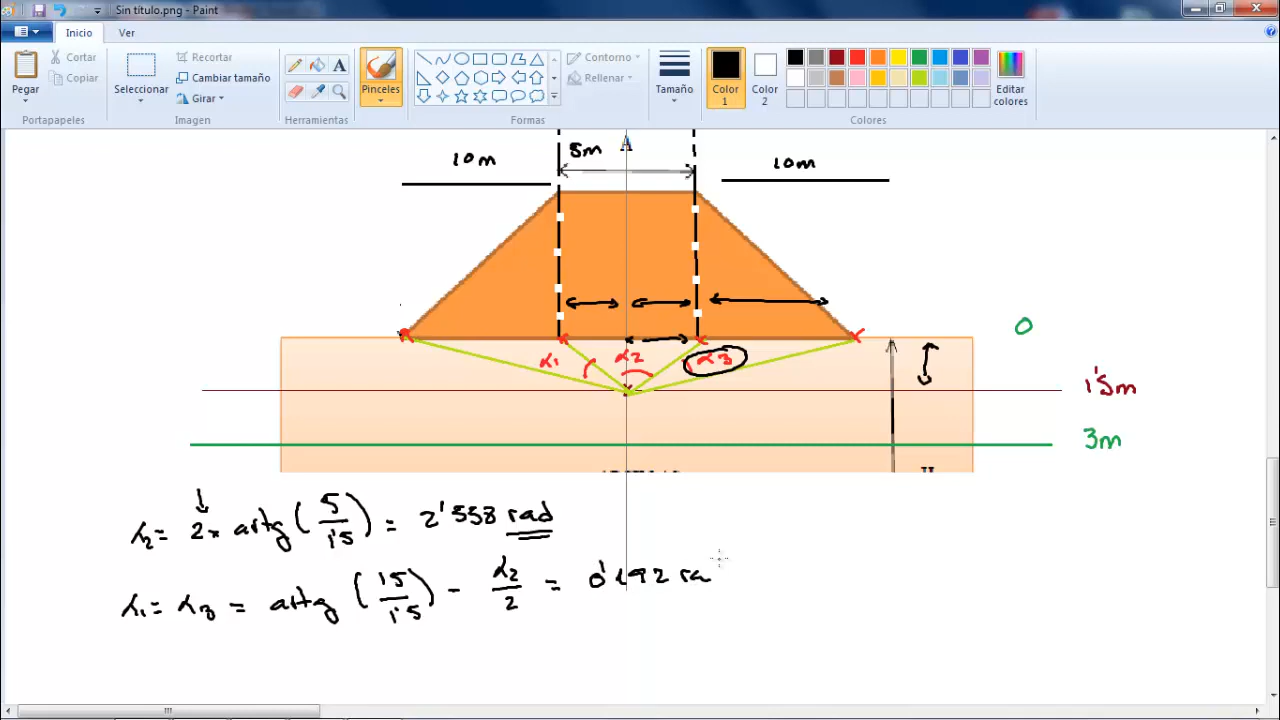 Sin título.png - Paint
Inicio
Ver
Pegar
Cortar
Copiar
Seleccionar
Recortar
Cambiar tamaño
Girar
Pinceles
Contorno
Rellenar
Tamaño
Color 1
Color 2
Editar colores
Portapapeles
Imagen
Herramientas
Formas
Colores
10m
5m
A
10m
0
α1
α2
α3
1'5m
3m
α2 = 2x artg (5/1'5) = 2'558 rad
α1 = α3 = artg (15/1'5) - α2/2 = 0'192 ra